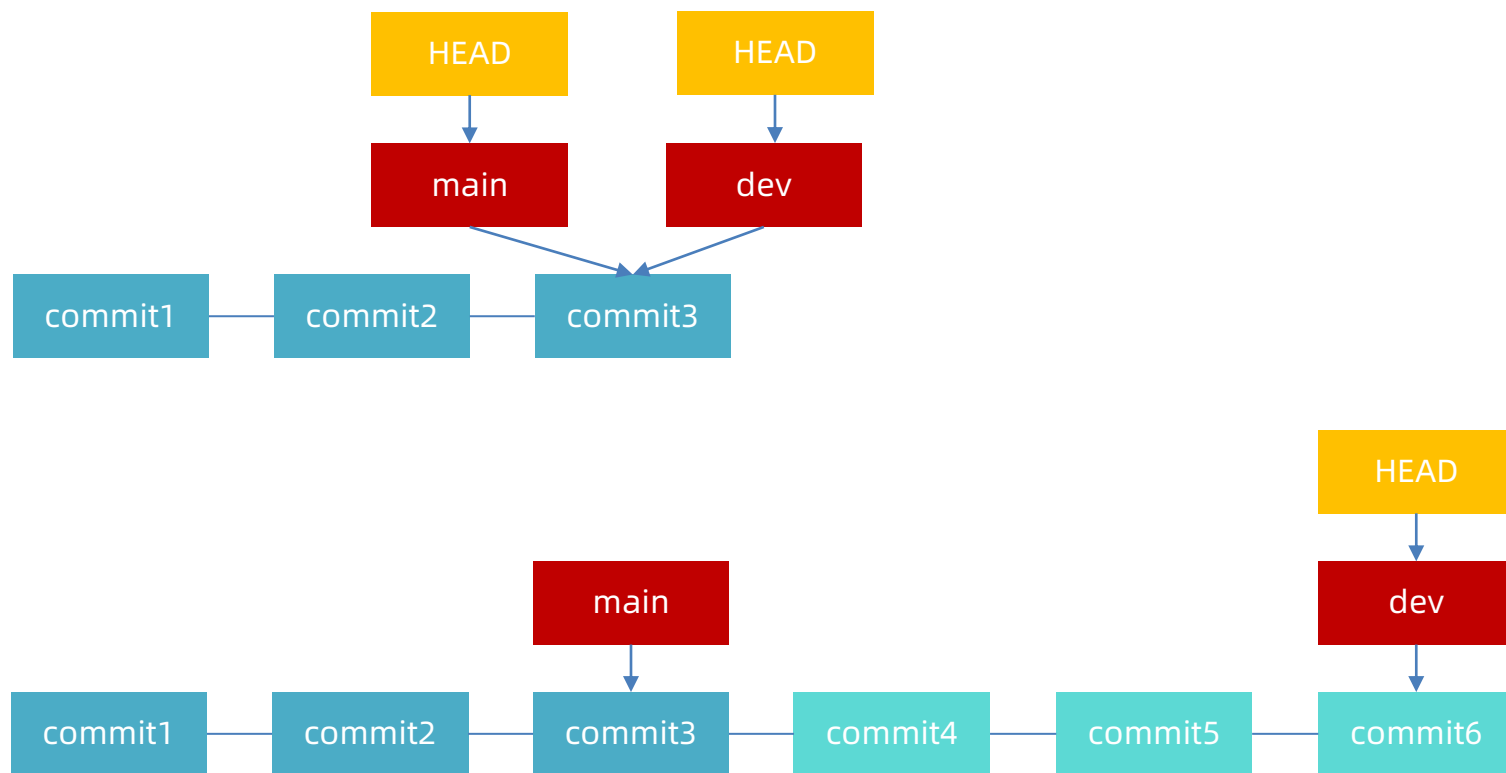 HEAD
HEAD
main
dev
commit1
commit2
commit3
HEAD
main
dev
commit1
commit2
commit3
commit4
commit5
commit6